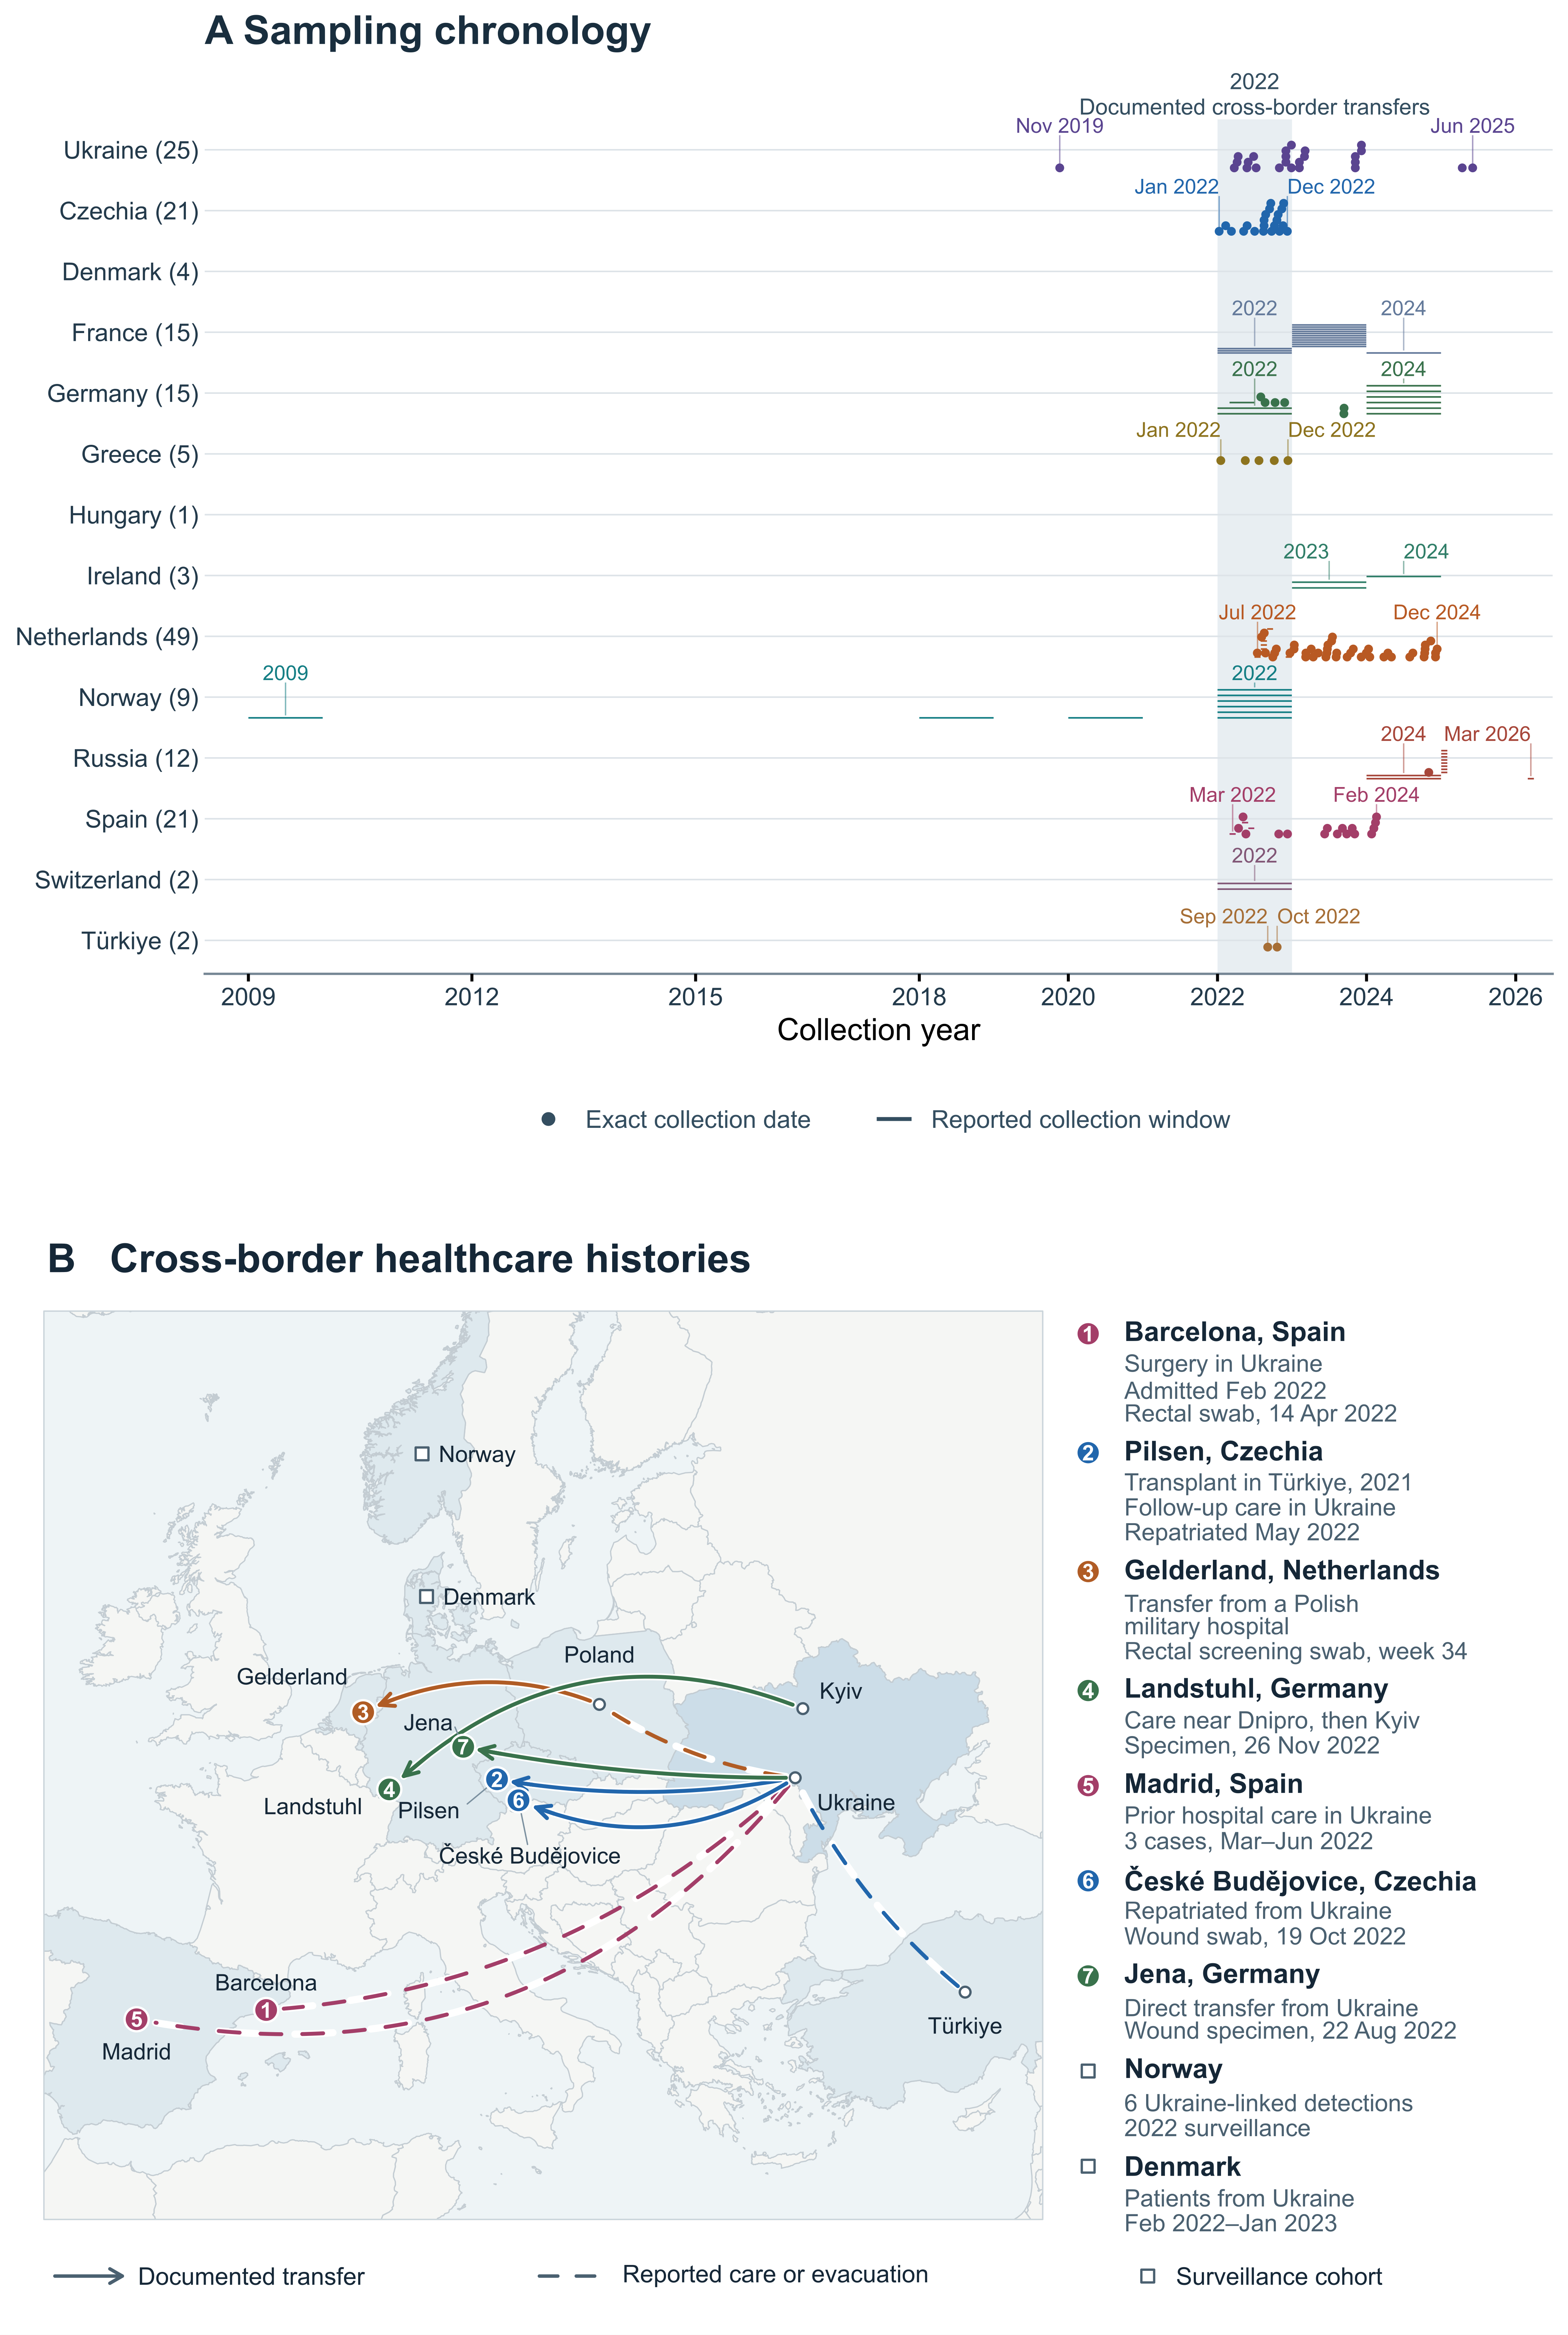 A Sampling chronology
2022
Documented cross-border transfers
Nov 2019
Jun 2025
Ukraine (25)
Jan 2022
Dec 2022
Czechia (21)
Denmark (4)
2022
2024
France (15)
2022
2024
Germany (15)
Jan 2022
Dec 2022
Greece (5)
Hungary (1)
2023
2024
Ireland (3)
Jul 2022
Dec 2024
Netherlands (49)
2009
2022
Norway (9)
2024
Mar 2026
Russia (12)
Mar 2022
Feb 2024
Spain (21)
2022
Switzerland (2)
Sep 2022
Oct 2022
Türkiye (2)
2009
2012
2015
2018
2020
2022
2024
2026
Collection year
Exact collection date
Reported collection window
B Cross-border healthcare histories
Norway
Denmark
Poland
Gelderland
Kyiv
3
Jena
7
4
2
6
Landstuhl
Pilsen
Ukraine
České Budějovice
Barcelona
1
5
Madrid
Türkiye
1 Barcelona, Spain
Surgery in Ukraine
Admitted Feb 2022
Rectal swab, 14 Apr 2022
2 Pilsen, Czechia
Transplant in Türkiye, 2021
Follow-up care in Ukraine
Repatriated May 2022
3 Gelderland, Netherlands
Transfer from a Polish
military hospital
Rectal screening swab, week 34
4 Landstuhl, Germany
Care near Dnipro, then Kyiv
Specimen, 26 Nov 2022
5 Madrid, Spain
Prior hospital care in Ukraine
3 cases, Mar–Jun 2022
6 České Budějovice, Czechia
Repatriated from Ukraine
Wound swab, 19 Oct 2022
7 Jena, Germany
Direct transfer from Ukraine
Wound specimen, 22 Aug 2022
Norway
6 Ukraine-linked detections
2022 surveillance
Denmark
Patients from Ukraine
Feb 2022–Jan 2023
Documented transfer
Reported care or evacuation
Surveillance cohort